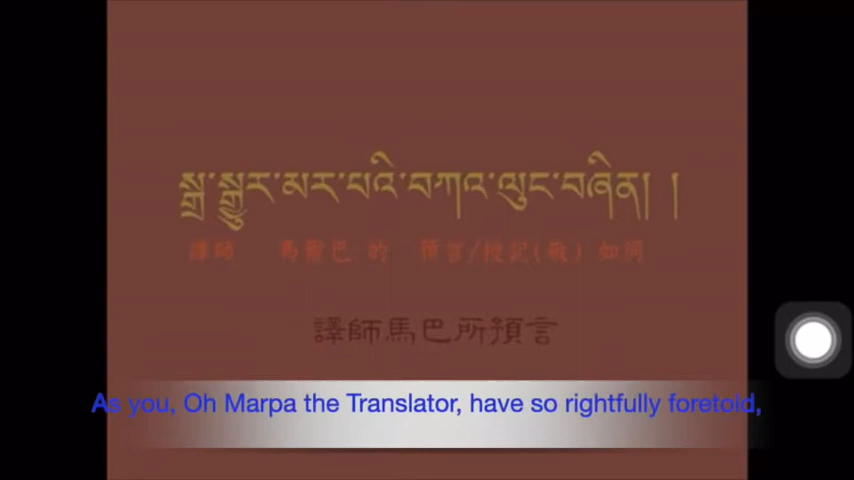 སྒྲ་སྒྱུར་མར་པའི་བཀའ་ལུང་བཞིན། །
譯師 馬爾巴 的 預言/授記(敬) 如同
譯師馬巴所預言
As you, Oh Marpa the Translator, have so rightfully foretold,